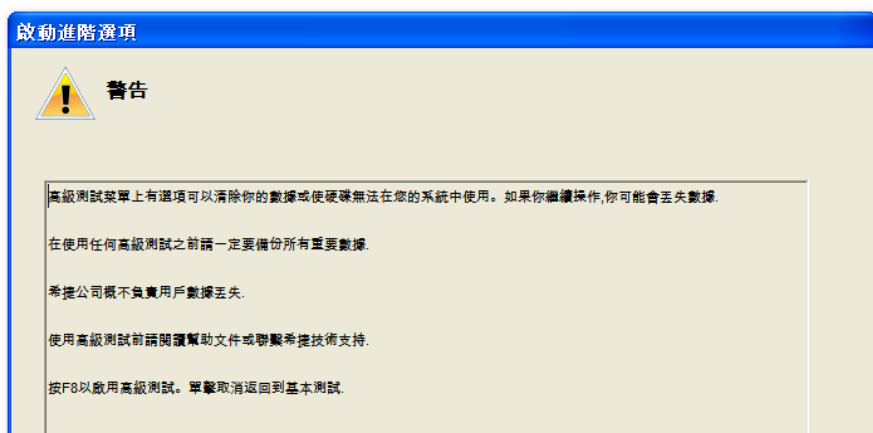 啟動進階選項
警告
高級測試菜單上有選項可以清除你的數據或使硬碟無法在您的系統中使用。如果你繼續操作,你可能會丟失數據.
在使用任何高級測試之前請一定要備份所有重要數據.
希捷公司概不負責用戶數據丟失.
使用高級測試前請閱讀幫助文件或聯繫希捷技術支持.
按F8以啟用高級測試。單擊取消返回到基本測試.